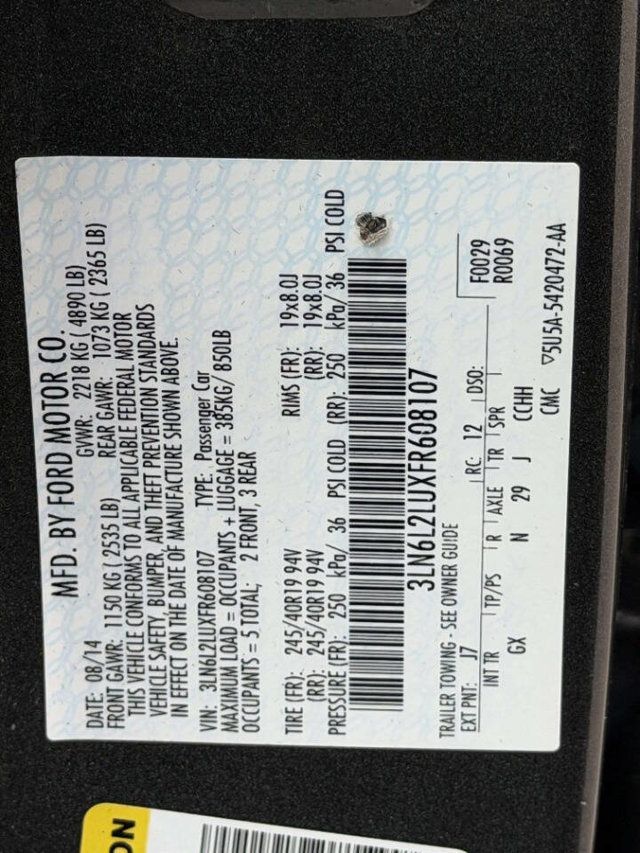 MFD. BY FORD MOTOR CO.
DATE: 08/14 GVWR: 2218 KG ( 4890 LB)
FRONT GAWR: 1150 KG ( 2535 LB) REAR GAWR: 1073 KG ( 2365 LB)
THIS VEHICLE CONFORMS TO ALL APPLICABLE FEDERAL MOTOR
VEHICLE SAFETY, BUMPER, AND THEFT PREVENTION STANDARDS
IN EFFECT ON THE DATE OF MANUFACTURE SHOWN ABOVE.
VIN: 3LN6L2LUXFR608107 TYPE: Passenger Car
MAXIMUM LOAD = OCCUPANTS + LUGGAGE = 385KG/ 850LB
OCCUPANTS = 5 TOTAL; 2 FRONT, 3 REAR
TIRE (FR): 245/40R19 94V RIMS (FR): 19x8.0J
(RR): 245/40R19 94V (RR): 19x8.0J
PRESSURE (FR): 250 kPa/ 36 PSI COLD (RR): 250 kPa/ 36 PSI COLD
3LN6L2LUXFR608107
TRAILER TOWING - SEE OWNER GUIDE
EXT PNT: J7 RC: 12 DSO: F0029
INT TR TP/PS R AXLE TR SPR R0069
GX N 29 J CCHH
CMC ▽5U5A-5420472-AA
ON